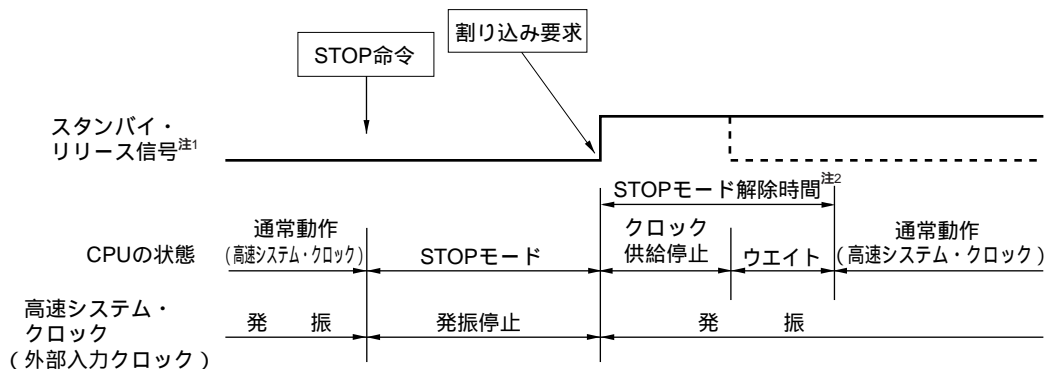 割り込み要求
STOP命令
スタンバイ・
リリース信号注1
STOPモード解除時間注2
通常動作
(高速システム・クロック)
クロック
供給停止
通常動作
(高速システム・クロック)
CPUの状態
STOPモード
ウエイト
高速システム・
クロック
(外部入力クロック)
発 振
発振停止
発 振